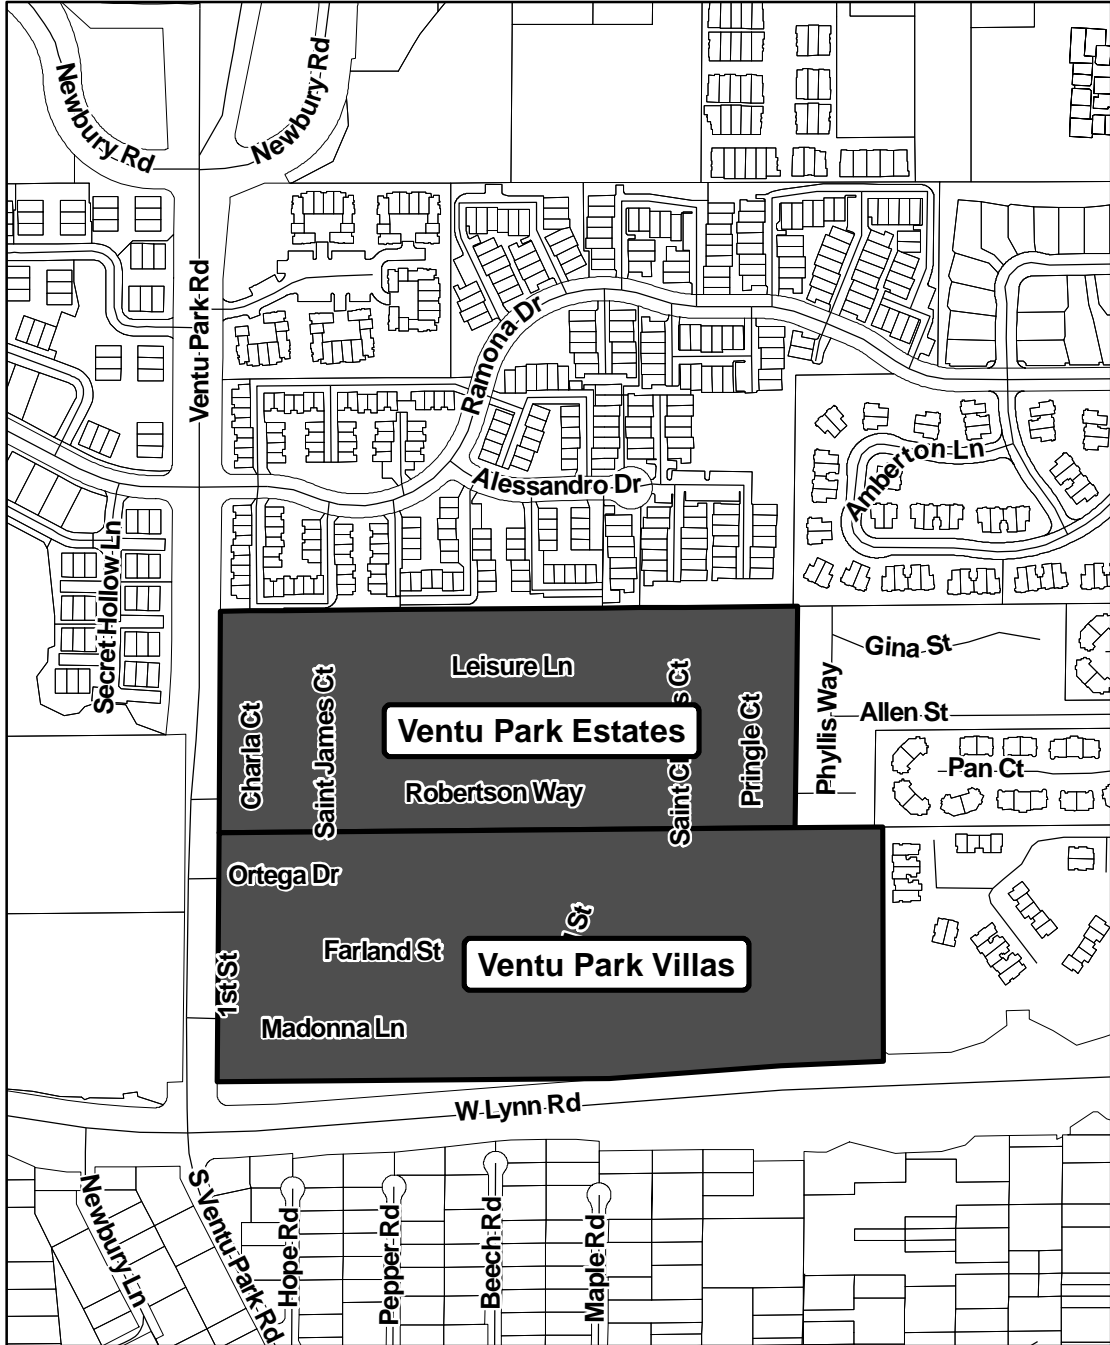 Newbury Rd
Newbury Rd
Ventu Park Rd
Ramona Dr
Alessandro Dr
Amberton Ln
Secret Hollow Ln
Leisure Ln
Gina St
Charla Ct
Saint James Ct
Ventu Park Estates
Saint C
s Ct
Pringle Ct
Phyllis Way
Allen St
Pan Ct
Robertson Way
Ortega Dr
Farland St
St
Ventu Park Villas
1st St
Madonna Ln
W Lynn Rd
Newbury Ln
S Ventu Park Rd
Hope Rd
Pepper Rd
Beech Rd
Maple Rd